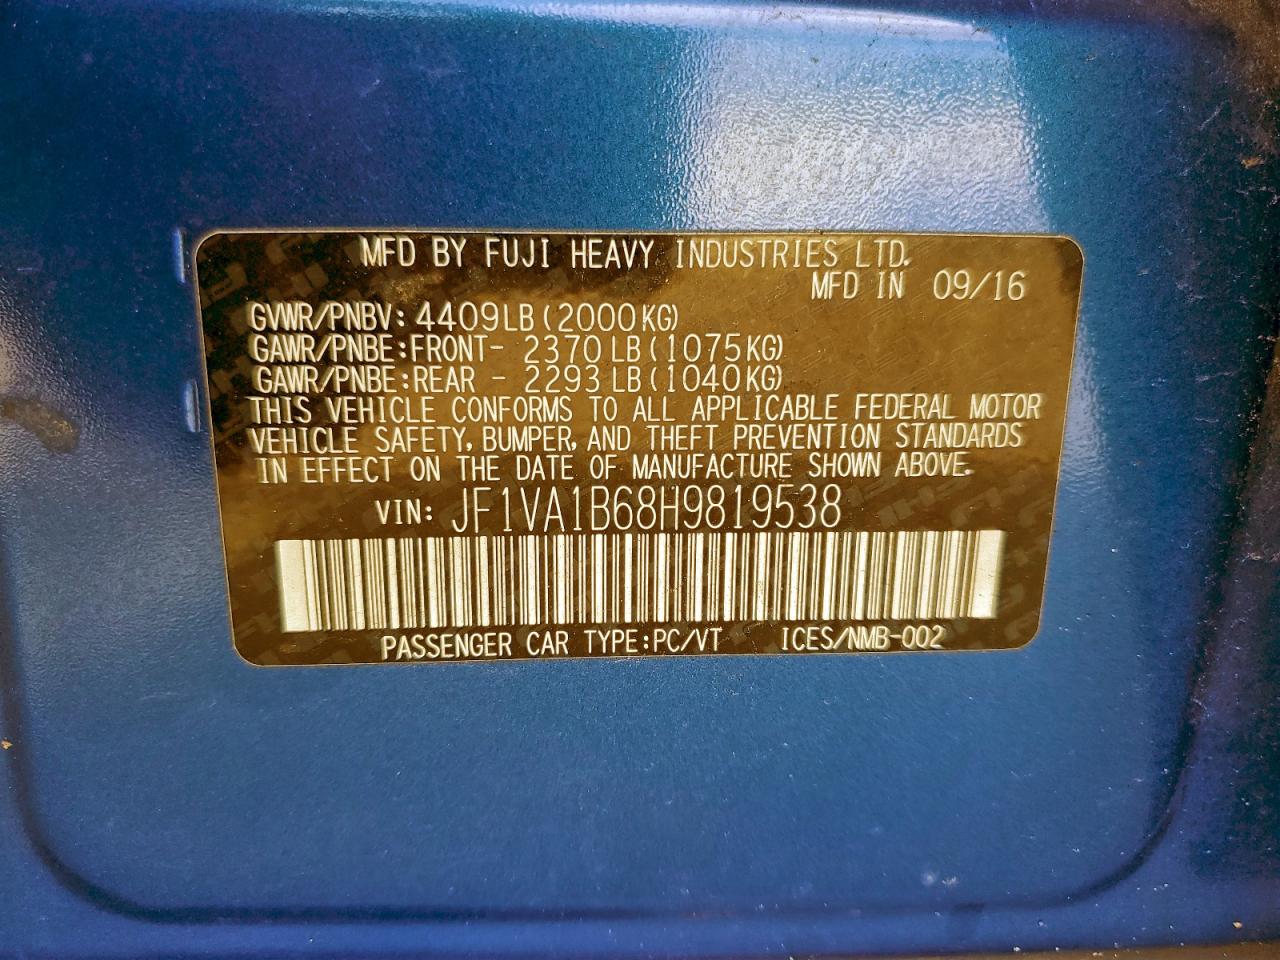 MFD BY FUJI HEAVY INDUSTRIES LTD.
MFD IN 09/16
GVWR/PNBV: 4409LB (2000KG)
GAWR/PNBE:FRONT- 2370 LB (1075KG)
GAWR/PNBE:REAR - 2293 LB (1040KG)
THIS VEHICLE CONFORMS TO ALL APPLICABLE FEDERAL MOTOR
VEHICLE SAFETY, BUMPER, AND THEFT PREVENTION STANDARDS
IN EFFECT ON THE DATE OF MANUFACTURE SHOWN ABOVE.
VIN: JF1VA1B68H9819538
PASSENGER CAR TYPE:PC/VT ICES/NMB-002